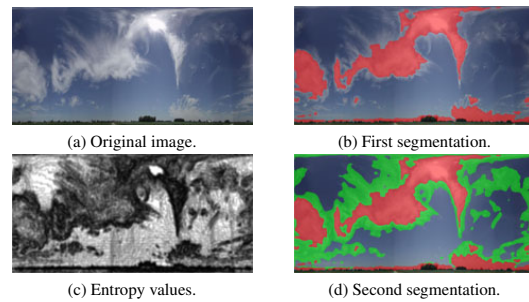 (a) Original image.
(b) First segmentation.
(c) Entropy values.
(d) Second segmentation.